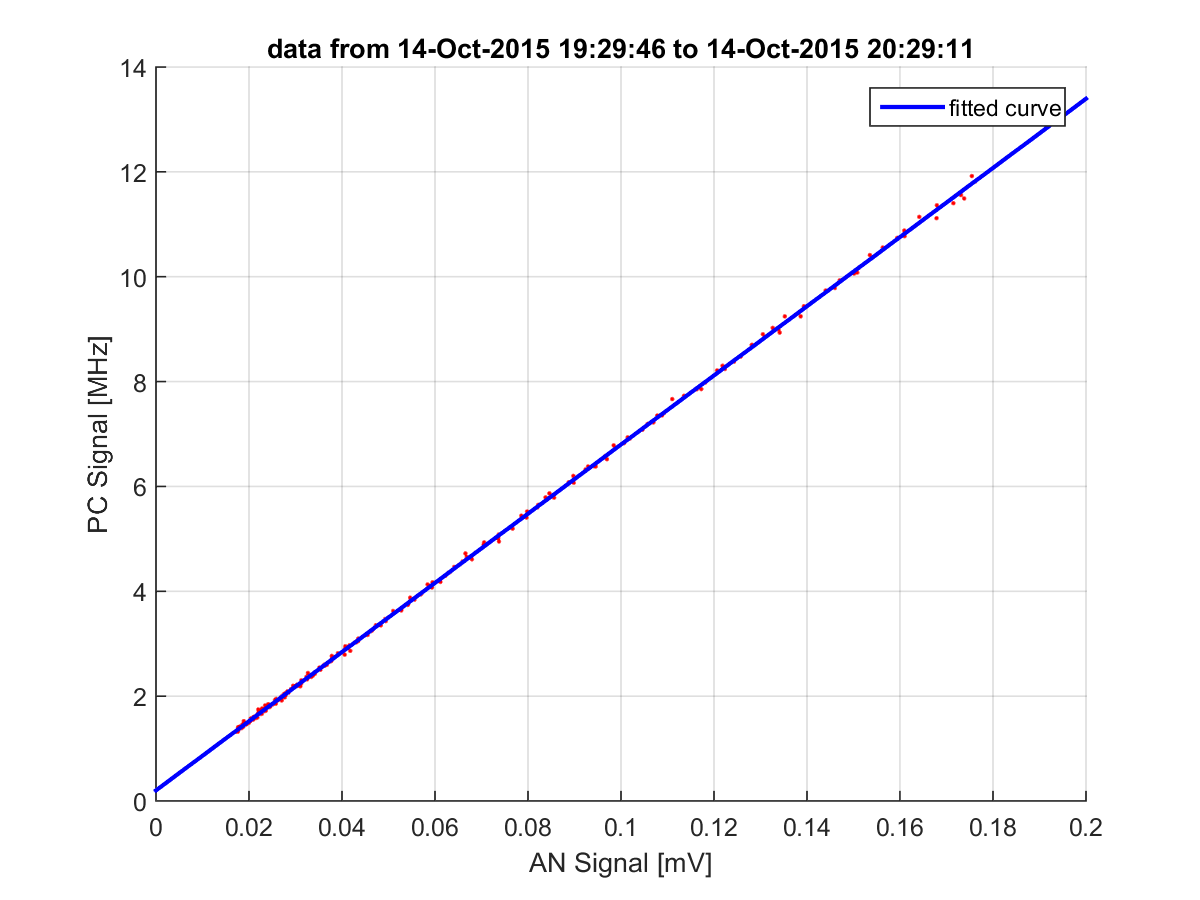 data from 14-Oct-2015 19:29:46 to 14-Oct-2015 20:29:11
fitted curve
14
12
10
8
6
4
2
0
PC Signal [MHz]
0 0.02 0.04 0.06 0.08 0.1 0.12 0.14 0.16 0.18 0.2
AN Signal [mV]